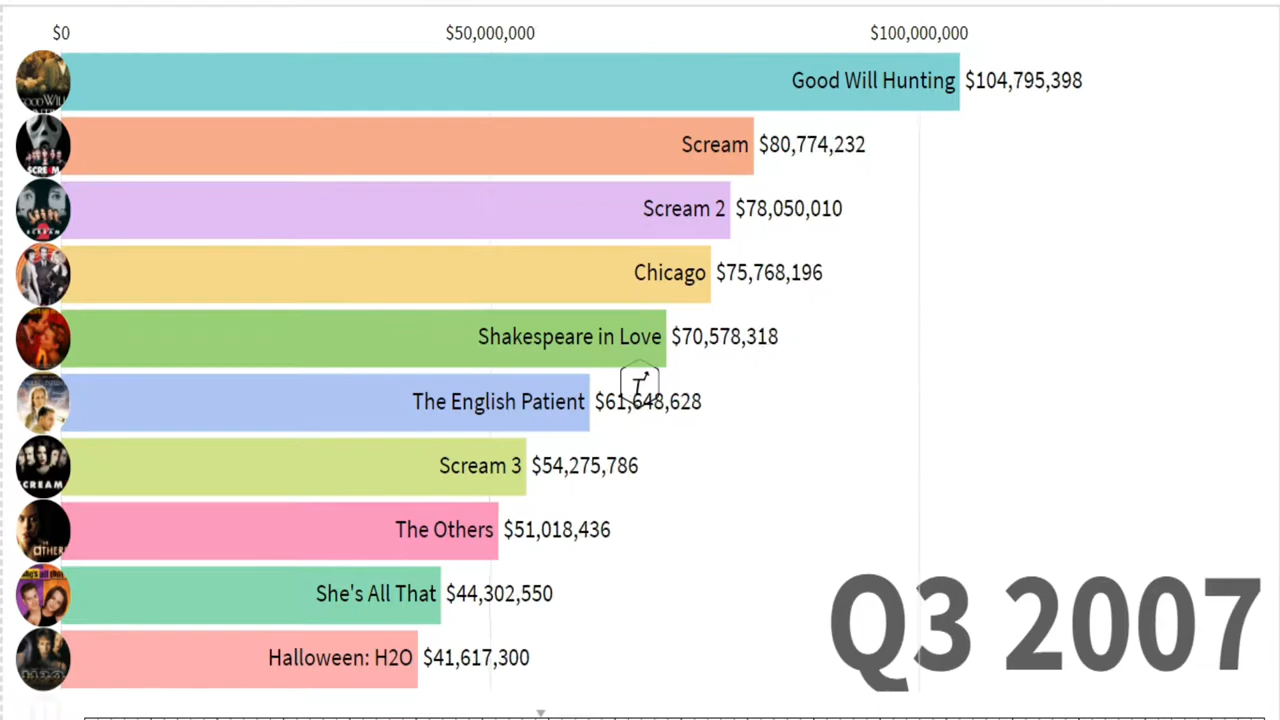 $0 $50,000,000 $100,000,000
Good Will Hunting $104,795,398
Scream $80,774,232
Scream 2 $78,050,010
Chicago $75,768,196
Shakespeare in Love $70,578,318
The English Patient $61,648,628
Scream 3 $54,275,786
The Others $51,018,436
She's All That $44,302,550
Halloween: H2O $41,617,300
Q3 2007